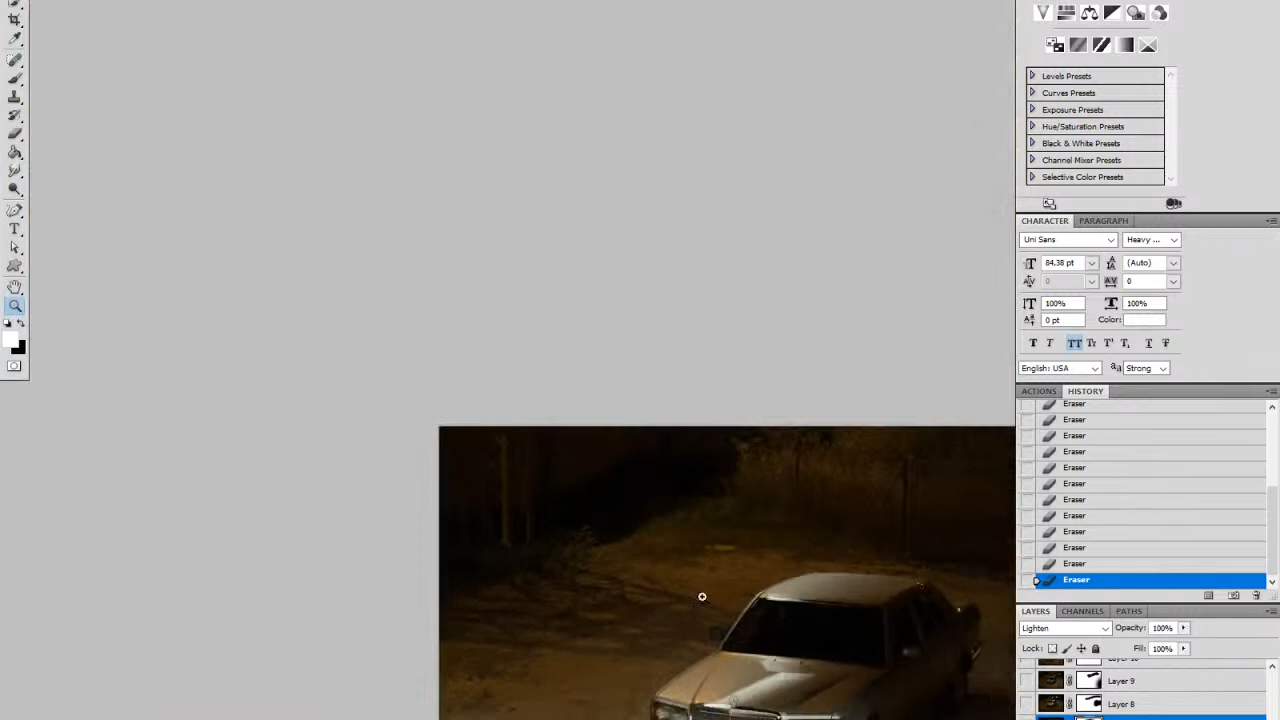 Levels Presets
Curves Presets
Exposure Presets
Hue/Saturation Presets
Black & White Presets
Channel Mixer Presets
Selective Color Presets
CHARACTER PARAGRAPH
Uni Sans Heavy ...
84,38 pt (Auto)
0 0
100% 100%
0 pt Color:
English: USA Strong
ACTIONS HISTORY
Eraser
Eraser
Eraser
Eraser
Eraser
Eraser
Eraser
Eraser
Eraser
Eraser
Eraser
Eraser
LAYERS CHANNELS PATHS
Lighten Opacity: 100%
Lock: Fill: 100%
Layer 10
Layer 9
Layer 8